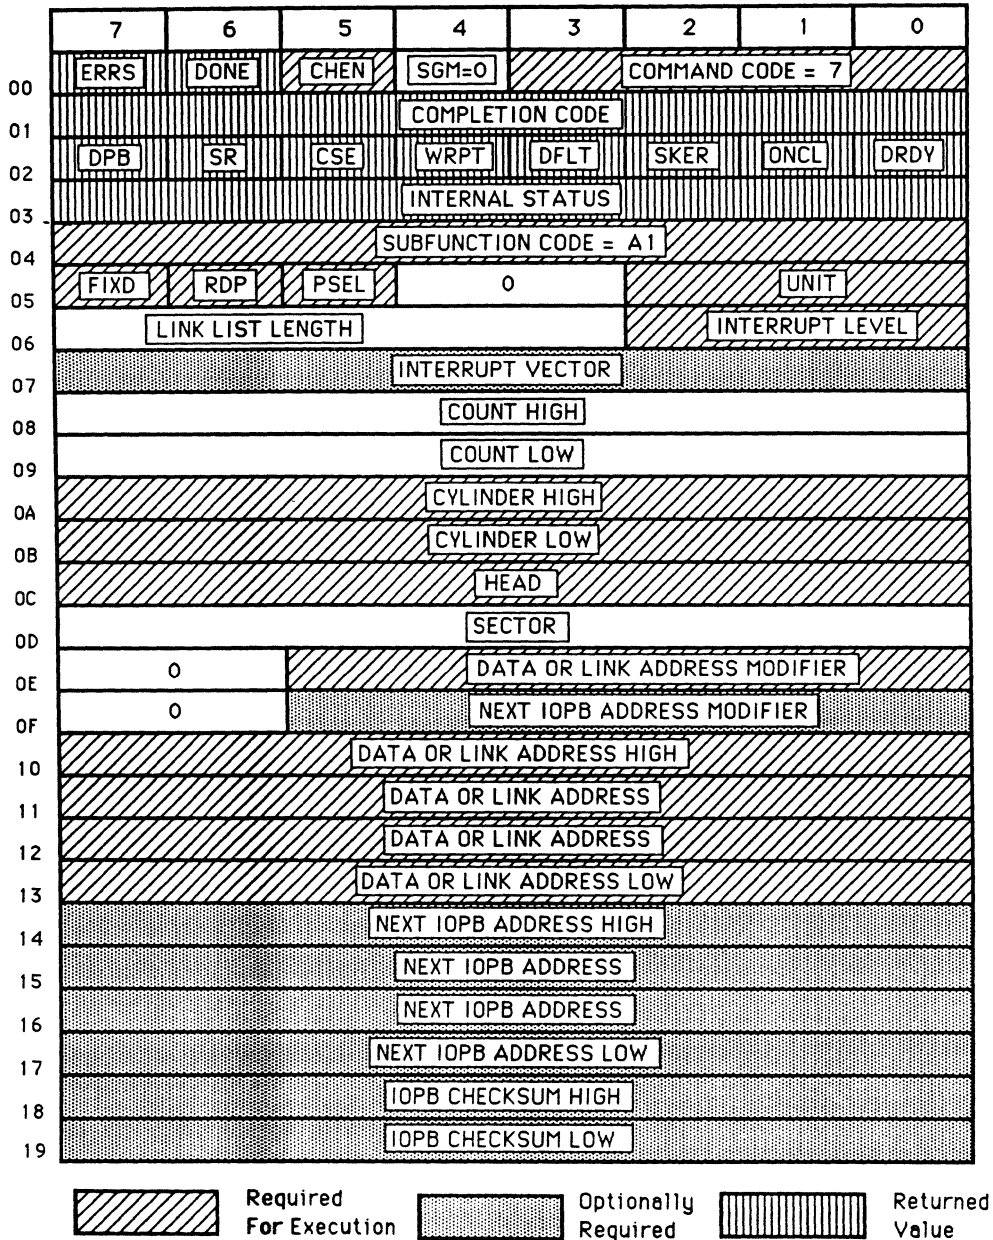 7 6 5 4 3 2 1 0
00 ERRS DONE CHEN SGM=0 COMMAND CODE = 7
01 COMPLETION CODE
02 DPB SR CSE WRPT DFLT SKER ONCL DRDY
03 INTERNAL STATUS
04 SUBFUNCTION CODE = A1
05 FIXD RDP PSEL 0 UNIT
06 LINK LIST LENGTH INTERRUPT LEVEL
07 INTERRUPT VECTOR
08 COUNT HIGH
09 COUNT LOW
0A CYLINDER HIGH
0B CYLINDER LOW
0C HEAD
0D SECTOR
0E 0 DATA OR LINK ADDRESS MODIFIER
0F 0 NEXT IOPB ADDRESS MODIFIER
10 DATA OR LINK ADDRESS HIGH
11 DATA OR LINK ADDRESS
12 DATA OR LINK ADDRESS
13 DATA OR LINK ADDRESS LOW
14 NEXT IOPB ADDRESS HIGH
15 NEXT IOPB ADDRESS
16 NEXT IOPB ADDRESS
17 NEXT IOPB ADDRESS LOW
18 IOPB CHECKSUM HIGH
19 IOPB CHECKSUM LOW
Required
For Execution
Optionally
Required
Returned
Value